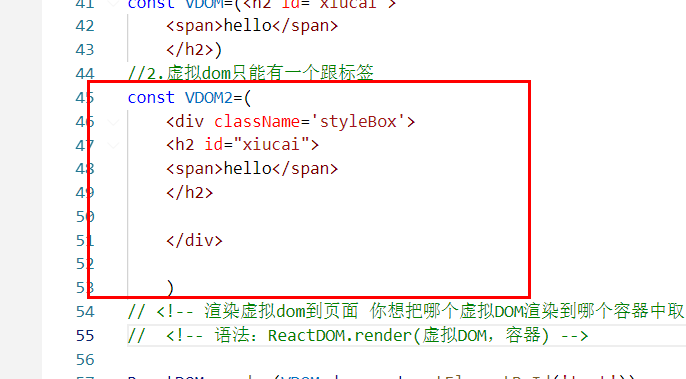 41 const VDOM=(<h2 id="xiucai">
42 <span>hello</span>
43 </h2>)
44 //2.虚拟dom只能有一个跟标签
45 const VDOM2=(
46 <div className='styleBox'>
47 <h2 id="xiucai">
48 <span>hello</span>
49 </h2>
50
51 </div>
52
53 )
54 // <!-- 渲染虚拟dom到页面 你想把哪个虚拟DOM渲染到哪个容器中取
55 //  <!-- 语法：ReactDOM.render(虚拟DOM，容器) -->
56